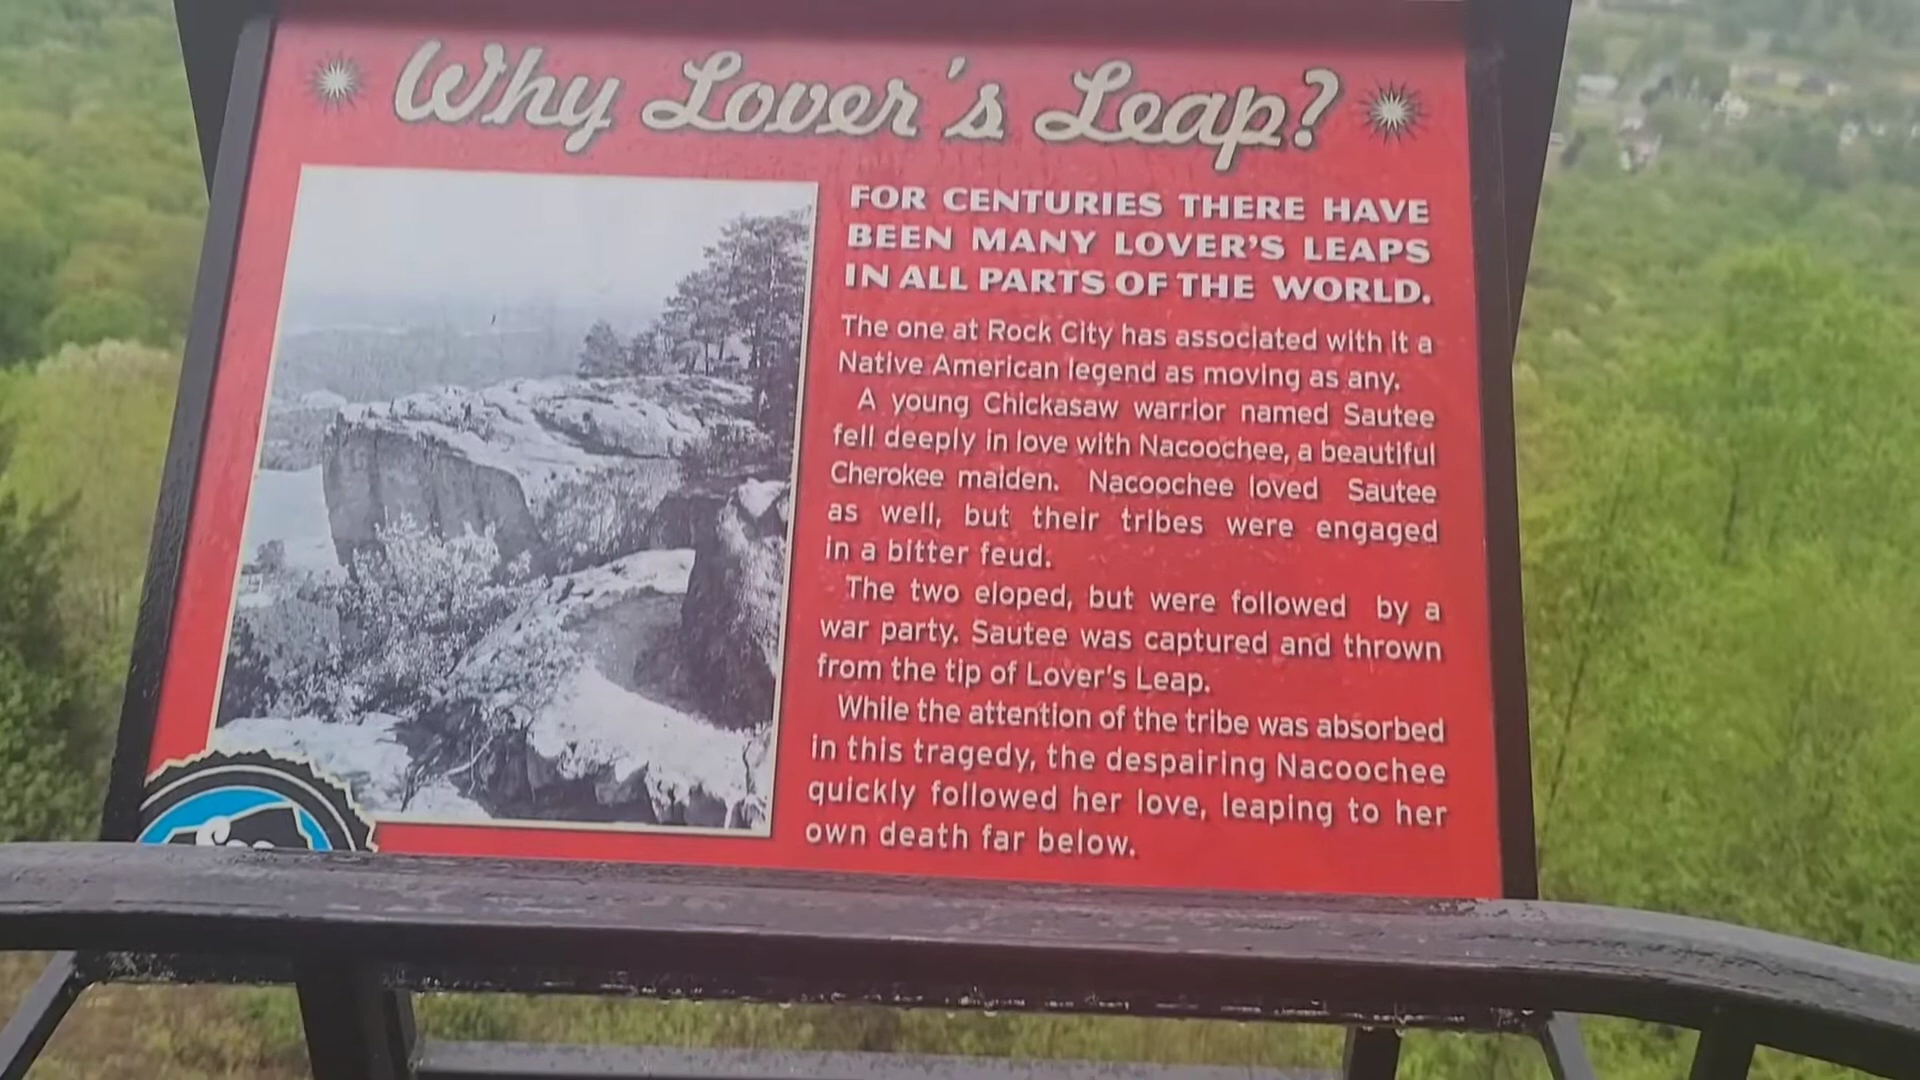 Why Lover's Leap?
FOR CENTURIES THERE HAVE
BEEN MANY LOVER'S LEAPS
IN ALL PARTS OF THE WORLD.
The one at Rock City has associated with it a
Native American legend as moving as any.
A young Chickasaw warrior named Sautee
fell deeply in love with Nacoochee, a beautiful
Cherokee maiden. Nacoochee loved Sautee
as well, but their tribes were engaged
in a bitter feud.
The two eloped, but were followed by a
war party. Sautee was captured and thrown
from the tip of Lover's Leap.
While the attention of the tribe was absorbed
in this tragedy, the despairing Nacoochee
quickly followed her love, leaping to her
own death far below.